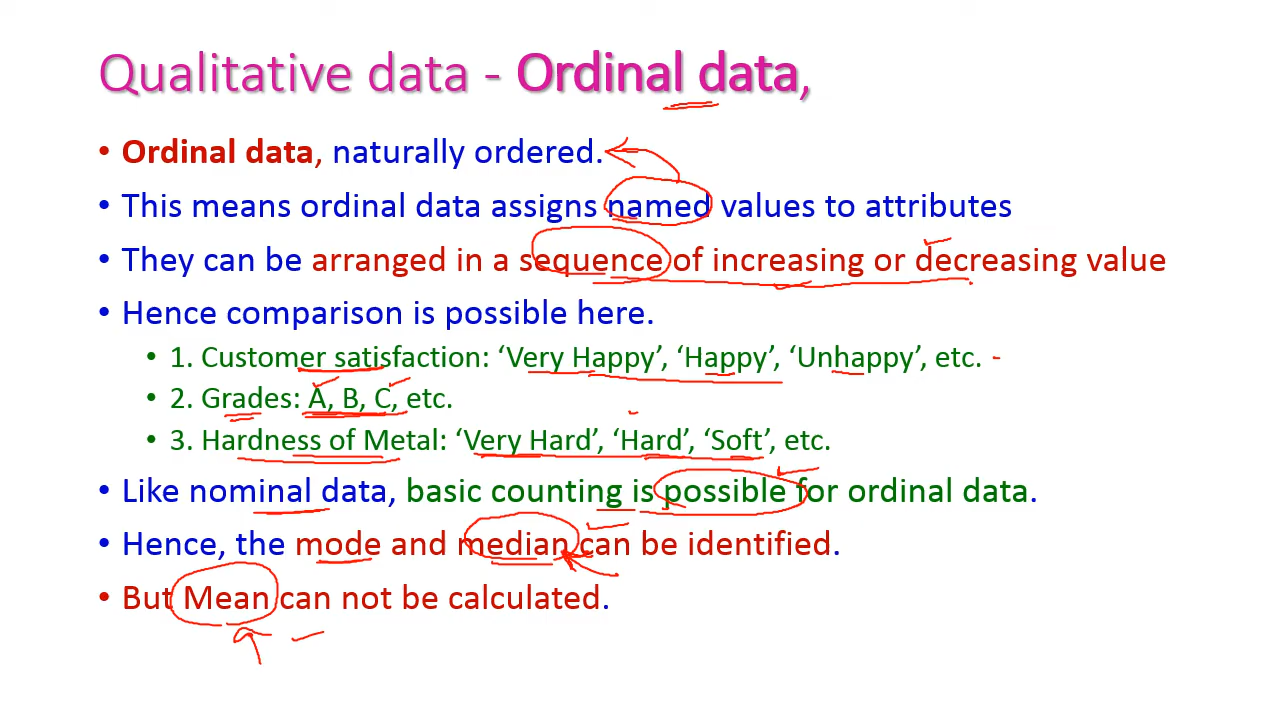 Qualitative data - Ordinal data,
• Ordinal data, naturally ordered.
• This means ordinal data assigns named values to attributes
• They can be arranged in a sequence of increasing or decreasing value
• Hence comparison is possible here.
• 1. Customer satisfaction: ‘Very Happy’, ‘Happy’, ‘Unhappy’, etc.
• 2. Grades: A, B, C, etc.
• 3. Hardness of Metal: ‘Very Hard’, ‘Hard’, ‘Soft’, etc.
• Like nominal data, basic counting is possible for ordinal data.
• Hence, the mode and median can be identified.
• But Mean can not be calculated.